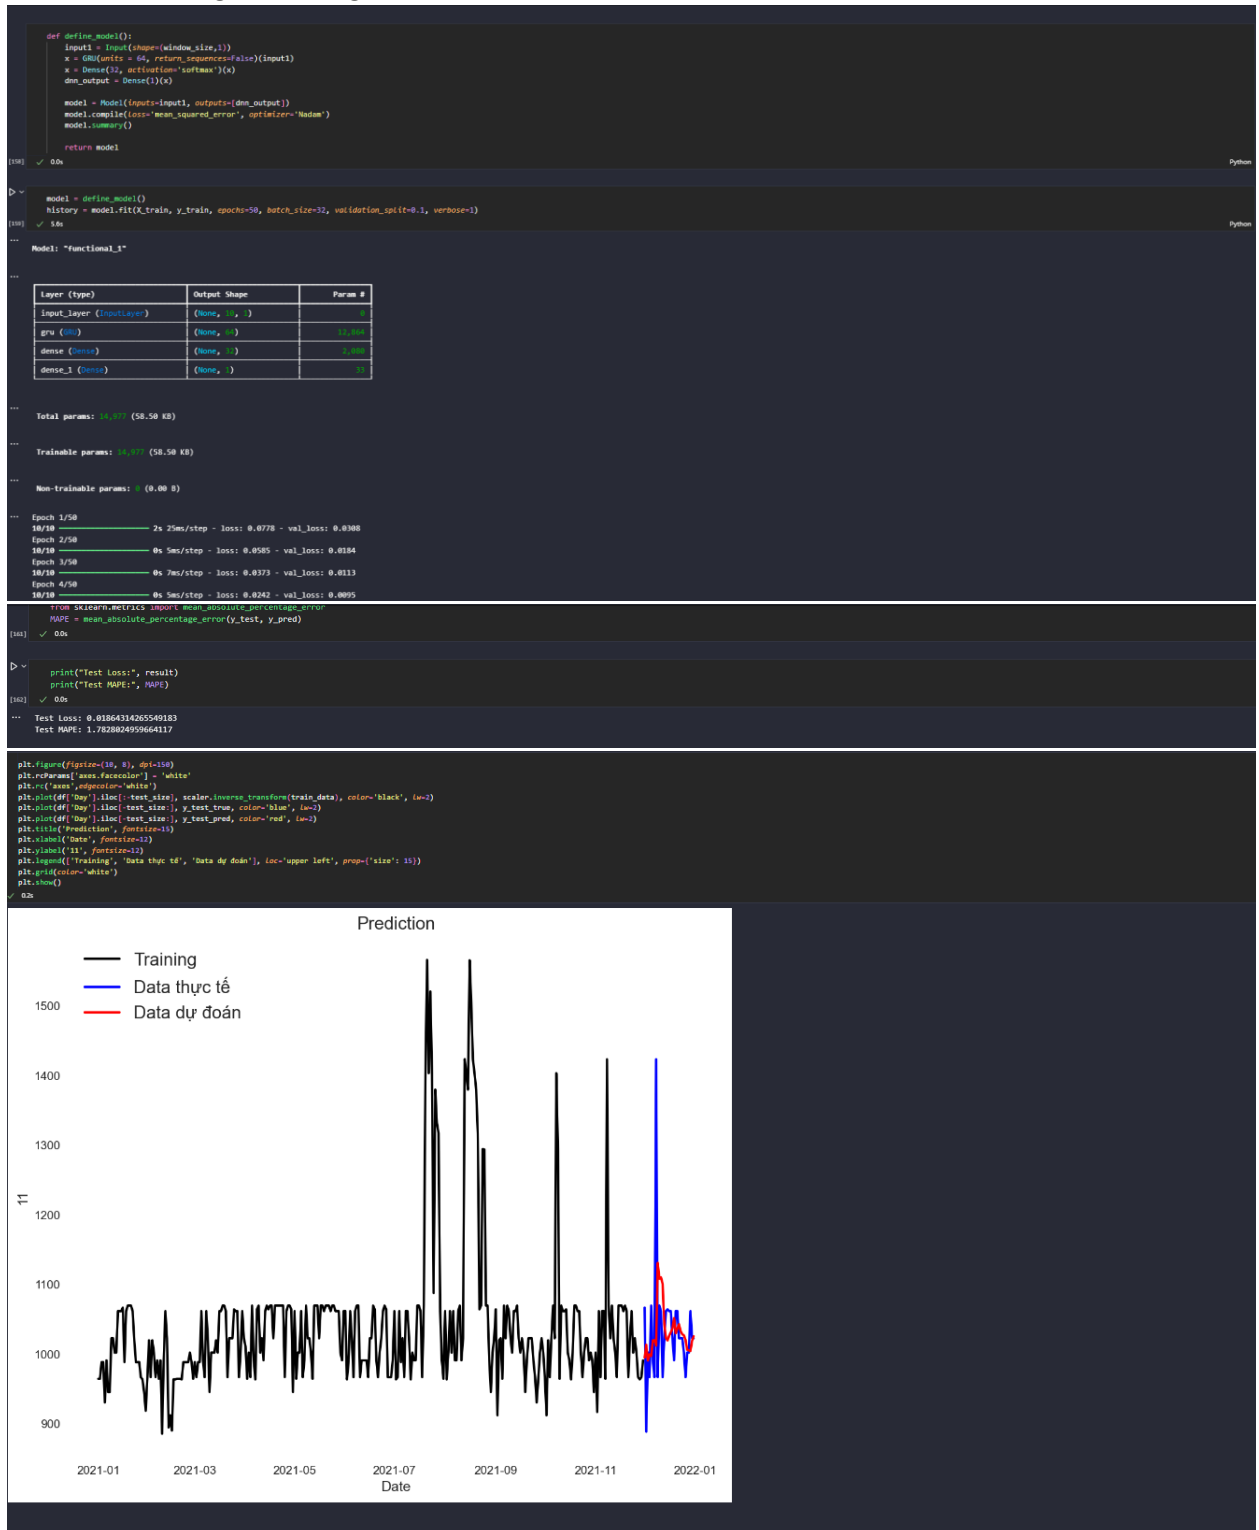 def define_model():
input1 = Input(shape=(window_size,1))
x = GRU(units = 64, return_sequences=False)(input1)
x = Dense(32, activation='softmax')(x)
dnn_output = Dense(1)(x)
model = Model(inputs=input1, outputs=[dnn_output])
model.compile(loss='mean_squared_error', optimizer='Nadam')
model.summary()
return model
[158] ✓ 0.0s Python
model = define_model()
history = model.fit(X_train, y_train, epochs=50, batch_size=32, validation_split=0.1, verbose=1)
[159] ✓ 5.6s Python
Model: "functional_1"
Layer (type) Output Shape Param #
input_layer (InputLayer) (None, 10, 1) 0
gru (GRU) (None, 64) 12,864
dense (Dense) (None, 32) 2,080
dense_1 (Dense) (None, 1) 33
Total params: 14,977 (58.50 KB)
Trainable params: 14,977 (58.50 KB)
Non-trainable params: 0 (0.00 B)
Epoch 1/50
10/10 2s 25ms/step - loss: 0.0778 - val_loss: 0.0308
Epoch 2/50
10/10 0s 5ms/step - loss: 0.0585 - val_loss: 0.0184
Epoch 3/50
10/10 0s 7ms/step - loss: 0.0373 - val_loss: 0.0113
Epoch 4/50
10/10 0s 5ms/step - loss: 0.0242 - val_loss: 0.0095
from sklearn.metrics import mean_absolute_percentage_error
MAPE = mean_absolute_percentage_error(y_test, y_pred)
[161] ✓ 0.0s
print("Test Loss:", result)
print("Test MAPE:", MAPE)
[162] ✓ 0.0s
Test Loss: 0.01864314265549183
Test MAPE: 1.7828024959664117
plt.figure(figsize=(10, 8), dpi=150)
plt.rcParams['axes.facecolor'] = 'white'
plt.rc('axes',edgecolor='white')
plt.plot(df['Day'].iloc[:-test_size], scaler.inverse_transform(train_data), color='black', lw=2)
plt.plot(df['Day'].iloc[-test_size:], y_test_true, color='blue', lw=2)
plt.plot(df['Day'].iloc[-test_size:], y_test_pred, color='red', lw=2)
plt.title('Prediction', fontsize=15)
plt.xlabel('Date', fontsize=12)
plt.ylabel('11', fontsize=12)
plt.legend(['Training', 'Data thực tế', 'Data dự đoán'], loc='upper left', prop={'size': 15})
plt.grid(color='white')
plt.show()
✓ 0.2s
Prediction
Training
Data thực tế
Data dự đoán
1500
1400
1300
11
1200
1100
1000
900
2021-01 2021-03 2021-05 2021-07 2021-09 2021-11 2022-01
Date